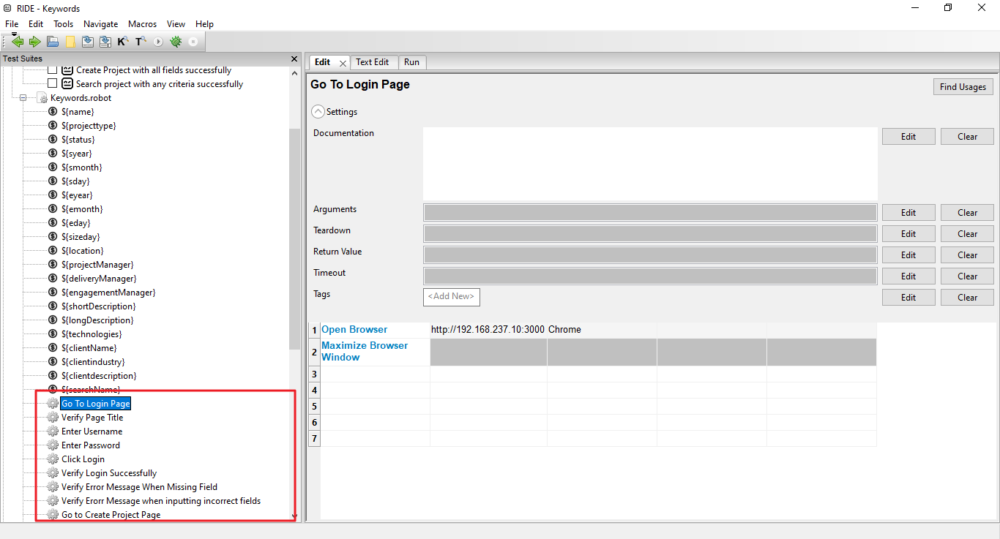 RIDE - Keywords
File Edit Tools Navigate Macros View Help
K T
Test Suites
Create Project with all fields successfully
Search project with any criteria successfully
Keywords.robot
${name}
${projecttype}
${status}
${syear}
${smonth}
${sday}
${eyear}
${emonth}
${eday}
${sizeday}
${location}
${projectManager}
${deliveryManager}
${engagementManager}
${shortDescription}
${longDescription}
${technologies}
${clientName}
${clientindustry}
${clientdescription}
${searchName}
Go To Login Page
Verify Page Title
Enter Username
Enter Password
Click Login
Verify Login Successfully
Verify Error Message When Missing Field
Verify Erorr Message when inputting incorrect fields
Go to Create Project Page
Edit Text Edit Run
Go To Login Page Find Usages
Settings
Documentation Edit Clear
Arguments Edit Clear
Teardown Edit Clear
Return Value Edit Clear
Timeout Edit Clear
Tags <Add New> Edit Clear
1 Open Browser http://192.168.237.10:3000 Chrome
2 Maximize Browser
Window
3
4
5
6
7